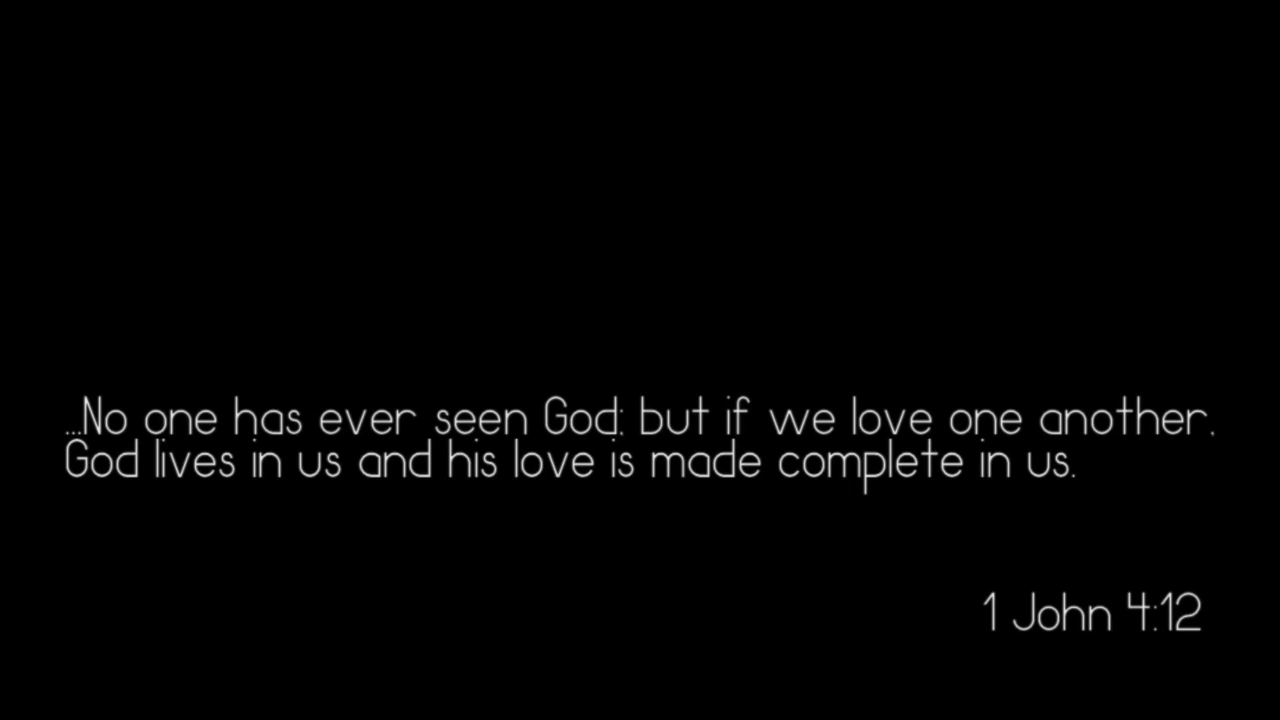 ...No one has ever seen God; but if we love one another,
God lives in us and his love is made complete in us.
1 John 4:12